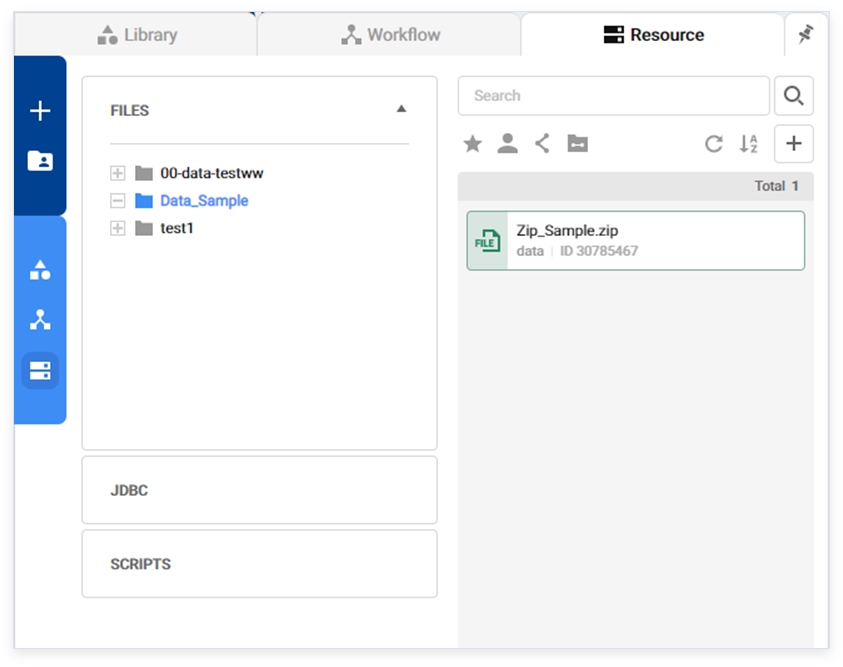 Library
Workflow
Resource
FILES
00-data-testww
Data_Sample
test1
JDBC
SCRIPTS
Search
Total 1
FILE
Zip_Sample.zip
data | ID 30785467